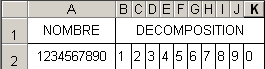 A B C D E F G H I J K
1 NOMBRE DECOMPOSITION
2 1234567890 1 2 3 4 5 6 7 8 9 0